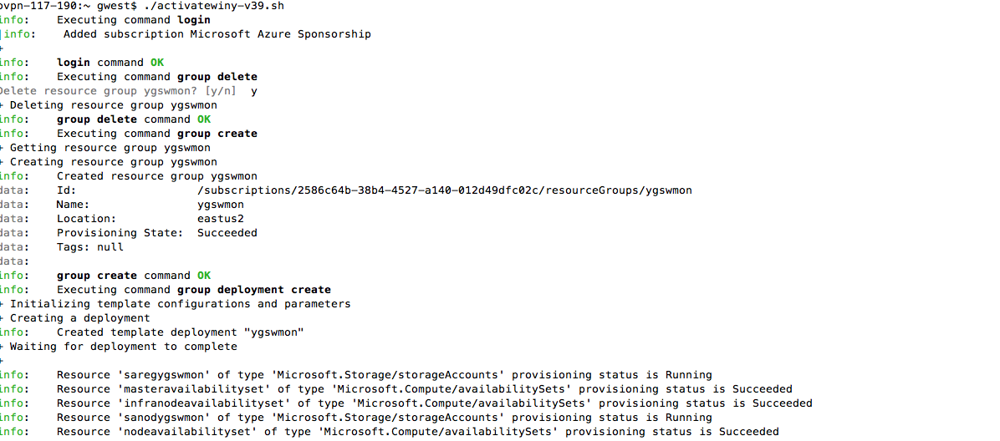 ovpn-117-190:~ gwest$ ./activatewiny-v39.sh
info:    Executing command login
|info:    Added subscription Microsoft Azure Sponsorship
+
info:    login command OK
info:    Executing command group delete
Delete resource group ygswmon? [y/n]  y
+ Deleting resource group ygswmon
info:    group delete command OK
info:    Executing command group create
+ Getting resource group ygswmon
+ Creating resource group ygswmon
info:    Created resource group ygswmon
data:    Id:                  /subscriptions/2586c64b-38b4-4527-a140-012d49dfc02c/resourceGroups/ygswmon
data:    Name:                ygswmon
data:    Location:            eastus2
data:    Provisioning State:  Succeeded
data:    Tags: null
data:
info:    group create command OK
info:    Executing command group deployment create
+ Initializing template configurations and parameters
+ Creating a deployment
info:    Created template deployment "ygswmon"
+ Waiting for deployment to complete
+
info:    Resource 'saregygswmon' of type 'Microsoft.Storage/storageAccounts' provisioning status is Running
info:    Resource 'masteravailabilityset' of type 'Microsoft.Compute/availabilitySets' provisioning status is Succeeded
info:    Resource 'infranodeavailabilityset' of type 'Microsoft.Compute/availabilitySets' provisioning status is Succeeded
info:    Resource 'sanodygswmon' of type 'Microsoft.Storage/storageAccounts' provisioning status is Running
info:    Resource 'nodeavailabilityset' of type 'Microsoft.Compute/availabilitySets' provisioning status is Succeeded